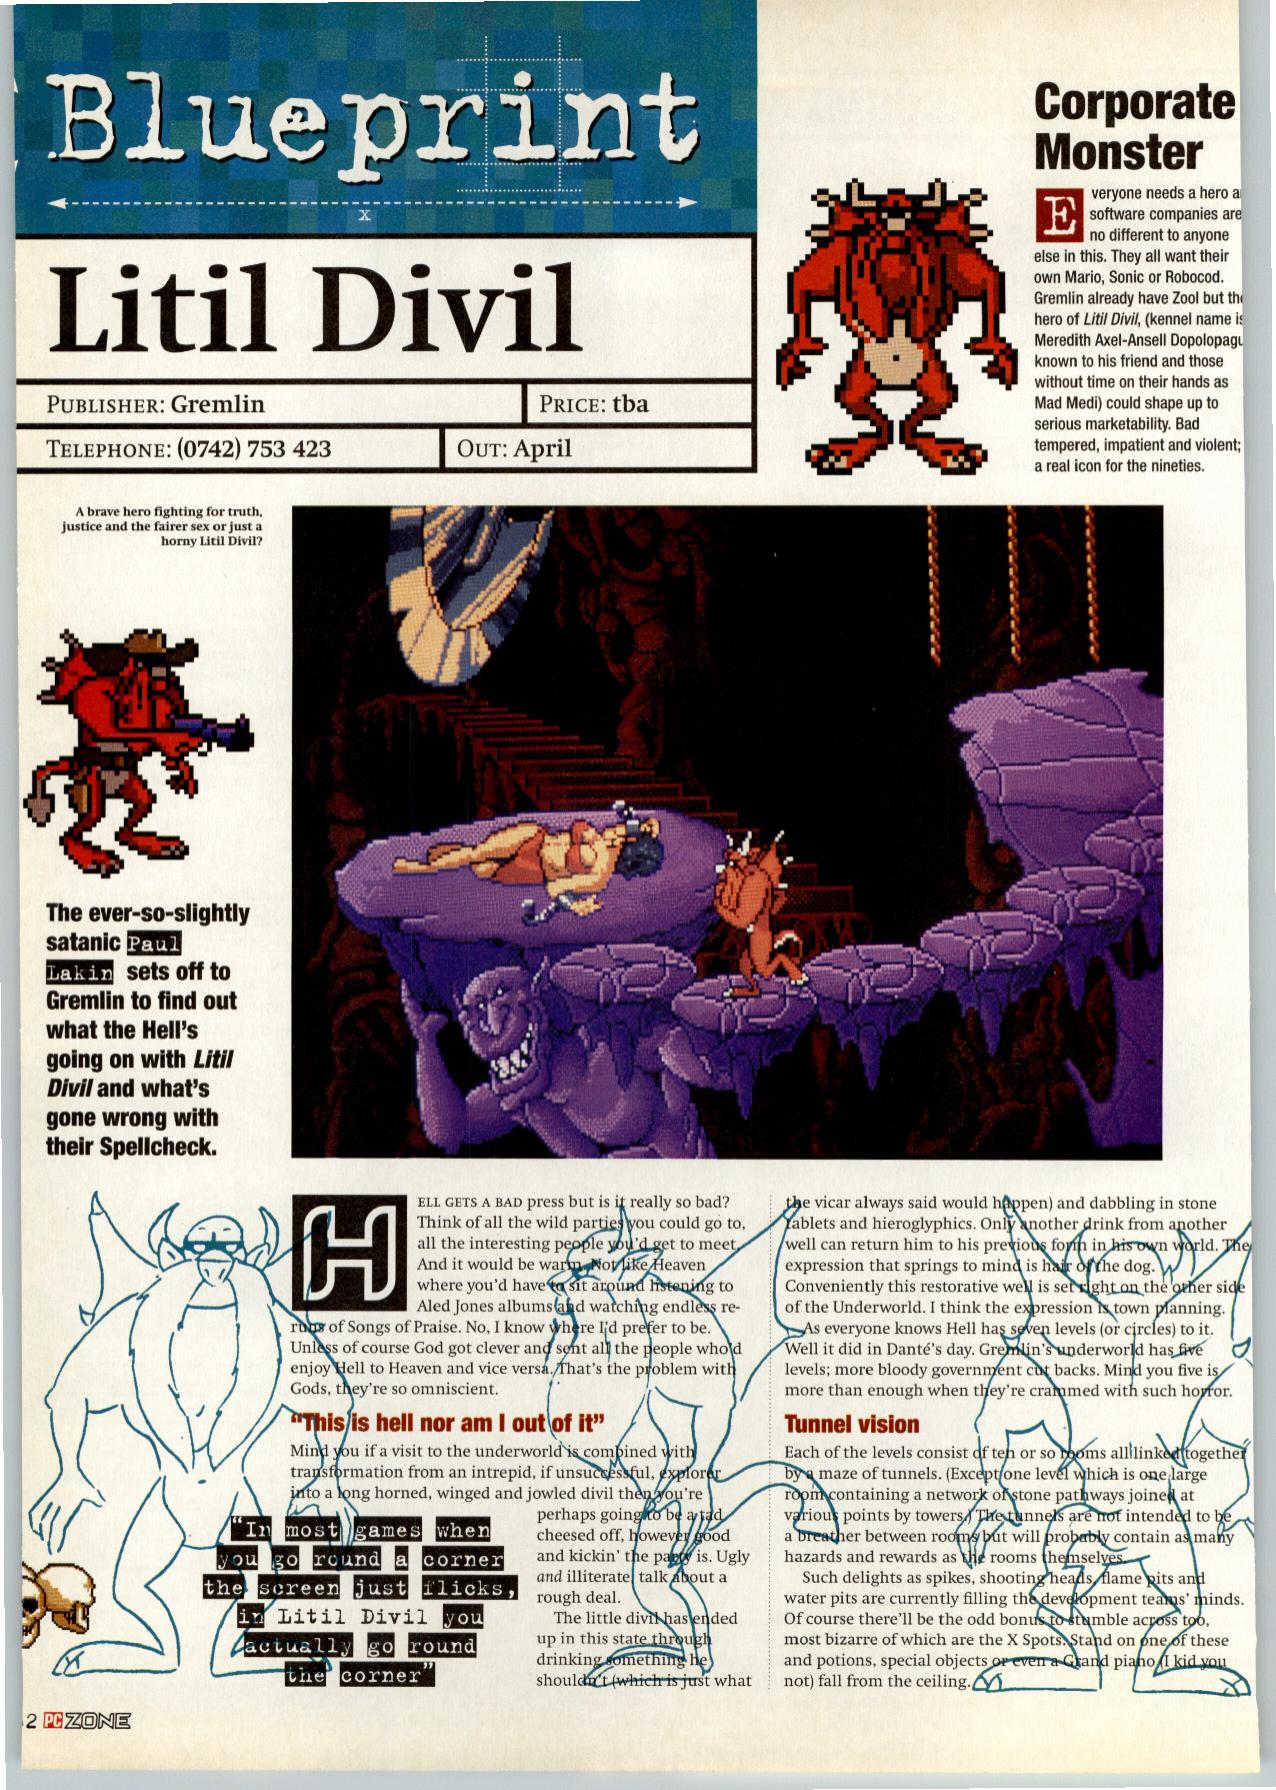 Blueprint
x
Litil Divil
PUBLISHER: Gremlin
PRICE: tba
TELEPHONE: (0742) 753 423
OUT: April
Corporate
Monster
Everyone needs a hero
software companies are
no different to anyone
else in this. They all want their
own Mario, Sonic or Robocod.
Gremlin already have Zool but the
hero of Litil Divil, (kennel name is
Meredith Axel-Ansell Dopolopagu
known to his friend and those
without time on their hands as
Mad Medi) could shape up to
serious marketability. Bad
tempered, impatient and violent;
a real icon for the nineties.
A brave hero fighting for truth,
justice and the fairer sex or just a
horny Litil Divil?
The ever-so-slightly
satanic Paul
Lakin sets off to
Gremlin to find out
what the Hell's
going on with Litil
Divil and what's
gone wrong with
their Spellcheck.
HELL GETS A BAD press but is it really so bad?
Think of all the wild parties you could go to,
all the interesting people you'd get to meet.
And it would be warm. Not like Heaven
where you'd have to sit around listening to
Aled Jones albums and watching endless re-
runs of Songs of Praise. No, I know where I'd prefer to be.
Unless of course God got clever and sent all the people who'd
enjoy Hell to Heaven and vice versa. That's the problem with
Gods, they're so omniscient.
"This is hell nor am I out of it"
Mind you if a visit to the underworld is combined with
transformation from an intrepid, if unsuccessful, explorer
into a long horned, winged and jowled divil then you're
perhaps going to be a tad
cheesed off, however good
and kickin' the party is. Ugly
and illiterate, talk about a
rough deal.
The little divil has ended
up in this state through
drinking something he
shouldn't (which is just what
"In most games when
you go round a corner
the screen just flicks,
in Litil Divil you
actually go round
the corner"
the vicar always said would happen) and dabbling in stone
tablets and hieroglyphics. Only another drink from another
well can return him to his previous form in his own world. The
expression that springs to mind is hair of the dog.
Conveniently this restorative well is set right on the other side
of the Underworld. I think the expression is town planning.
As everyone knows Hell has seven levels (or circles) to it.
Well it did in Danté's day. Gremlin's underworld has five
levels; more bloody government cut backs. Mind you five is
more than enough when they're crammed with such horror.
Tunnel vision
Each of the levels consist of ten or so rooms all linked together
by a maze of tunnels. (Except one level which is one large
room containing a network of stone pathways joined at
various points by towers.) The tunnels are not intended to be
a breather between rooms but will probably contain as many
hazards and rewards as the rooms themselves.
Such delights as spikes, shooting heads, flame pits and
water pits are currently filling the development teams' minds.
Of course there'll be the odd bonus to stumble across too,
most bizarre of which are the X Spots. Stand on one of these
and potions, special objects or even a Grand piano (I kid you
not) fall from the ceiling.
2 PC ZONE